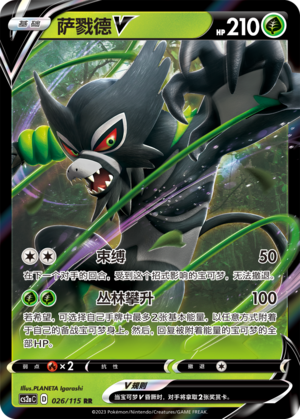 基础
萨戮德V
HP 210
束缚 50
在下一个对手的回合，受到这个招式影响的宝可梦，无法撤退。
丛林攀升 100
若希望，可选择自己牌库中最多2张基本能量，以任意方式附着
于自己的备战宝可梦身上。然后，回复被附着能量的宝可梦的全
部HP。
弱点 ×2 抗性 撤退
Illus.PLANETA Igarashi
V规则
当宝可梦V昏厥时，对手将拿取2张奖赏卡。
026/115 RR
©2023 Pokémon/Nintendo/Creatures/GAME FREAK.